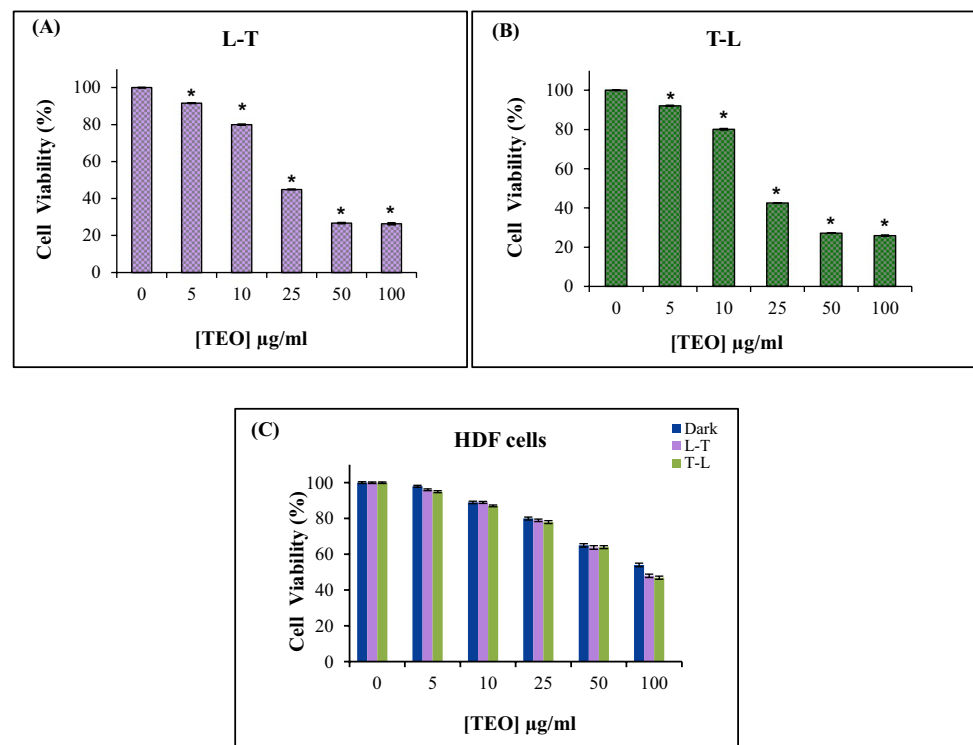 (A)
L-T
Cell Viability (%)
100
80
60
40
20
0
* * * * *
0 5 10 25 50 100
[TEO] µg/ml
(B)
T-L
Cell Viability (%)
100
80
60
40
20
0
* * * * *
0 5 10 25 50 100
[TEO] µg/ml
(C)
HDF cells
Dark
L-T
T-L
Cell Viability (%)
100
80
60
40
20
0
0 5 10 25 50 100
[TEO] µg/ml